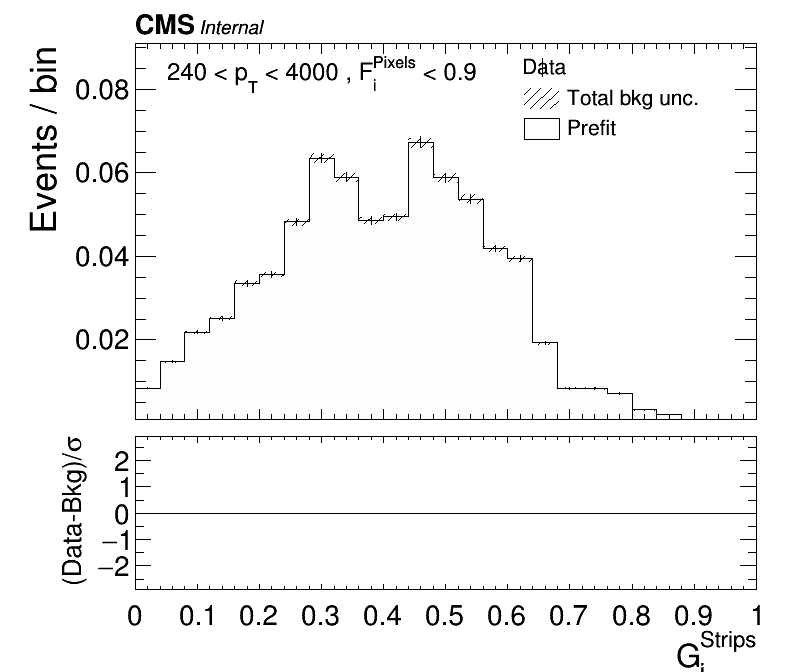 CMS Internal
240 < p_T < 4000 , F_i^Pixels < 0.9
Data
Total bkg unc.
Prefit
Events / bin
0.08
0.06
0.04
0.02
(Data-Bkg)/σ
2
1
0
−1
−2
0 0.1 0.2 0.3 0.4 0.5 0.6 0.7 0.8 0.9 1
G_i^Strips